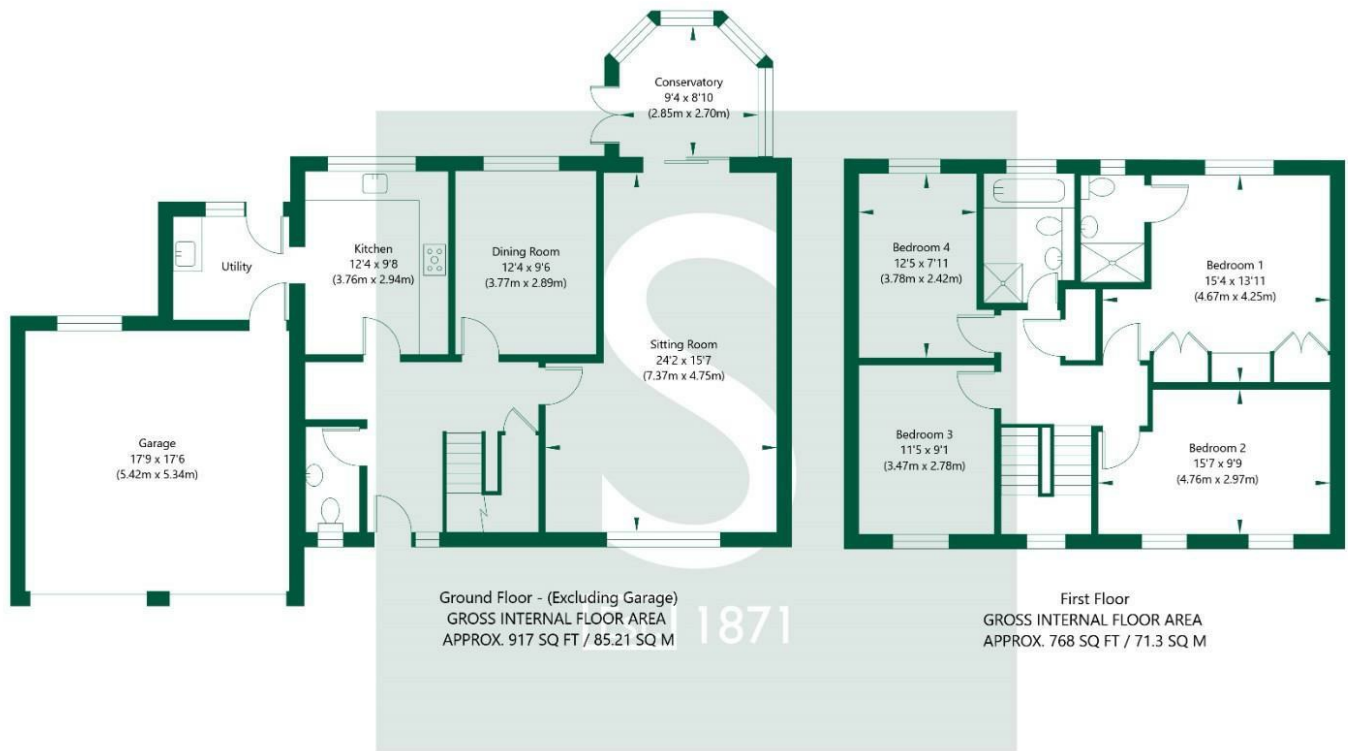 Conservatory
9'4 x 8'10
(2.85m x 2.70m)
Utility
Kitchen
12'4 x 9'8
(3.76m x 2.94m)
Dining Room
12'4 x 9'6
(3.77m x 2.89m)
Sitting Room
24'2 x 15'7
(7.37m x 4.75m)
Garage
17'9 x 17'6
(5.42m x 5.34m)
Ground Floor - (Excluding Garage)
GROSS INTERNAL FLOOR AREA
APPROX. 917 SQ FT / 85.21 SQ M
Bedroom 4
12'5 x 7'11
(3.78m x 2.42m)
Bedroom 1
15'4 x 13'11
(4.67m x 4.25m)
Bedroom 3
11'5 x 9'1
(3.47m x 2.78m)
Bedroom 2
15'7 x 9'9
(4.76m x 2.97m)
First Floor
GROSS INTERNAL FLOOR AREA
APPROX. 768 SQ FT / 71.3 SQ M
S
1871